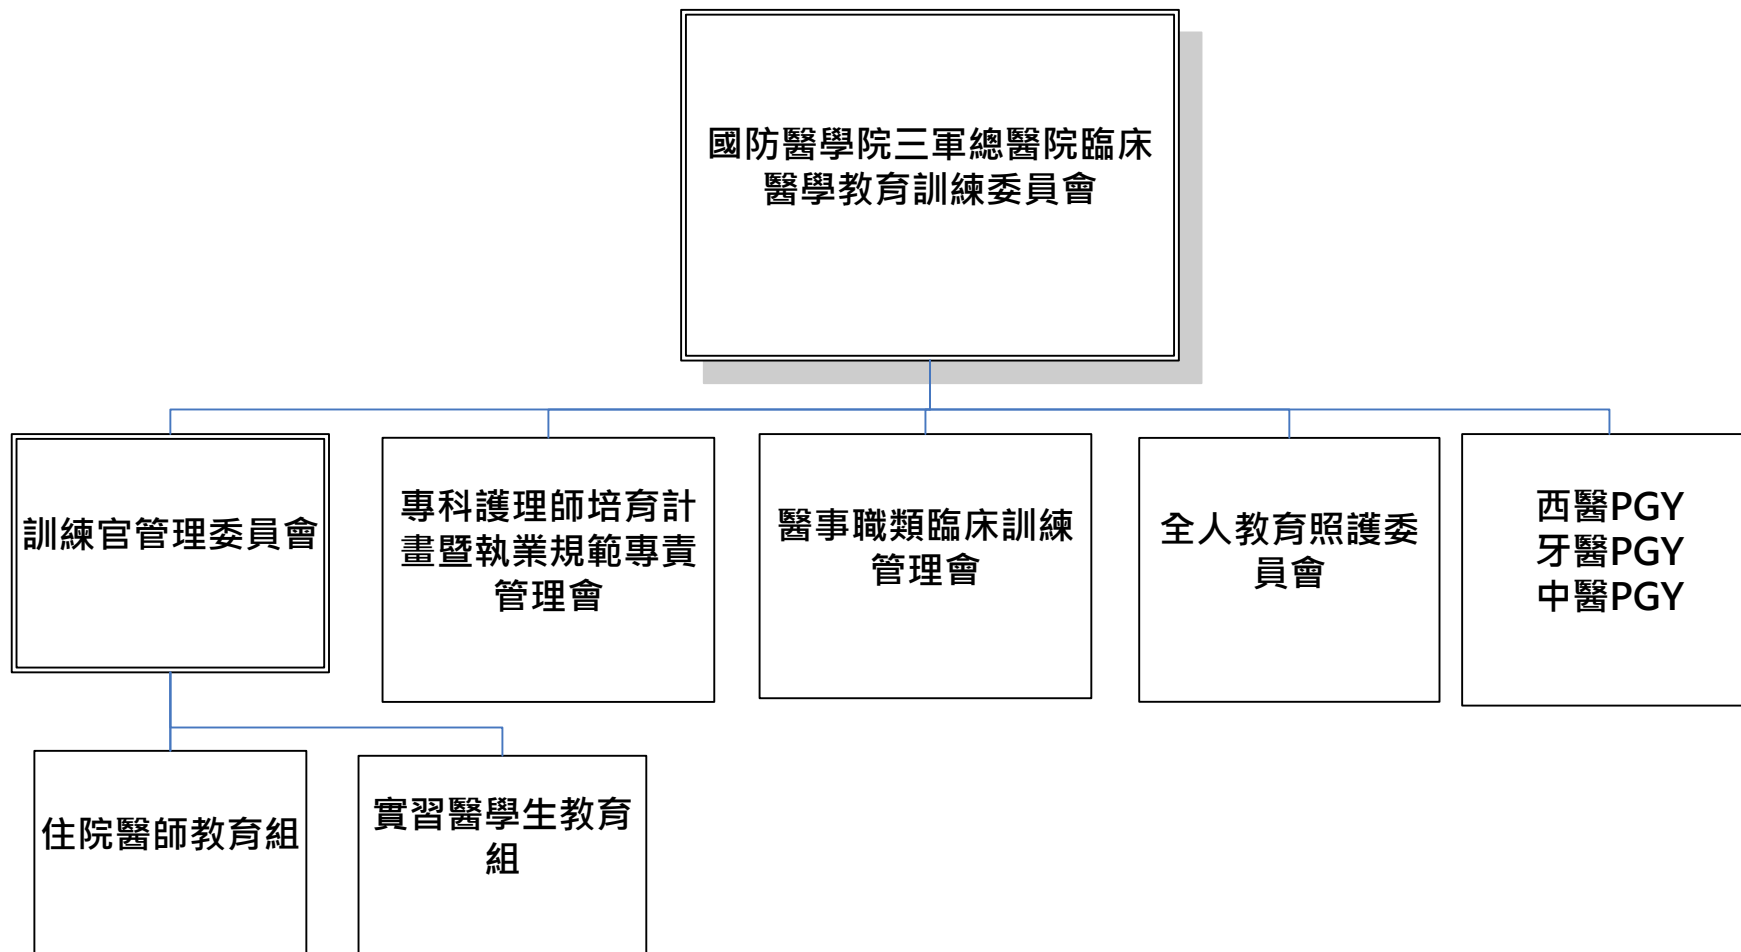 國防醫學院三軍總醫院臨床
醫學教育訓練委員會
訓練官管理委員會
專科護理師培育計
畫暨執業規範專責
管理會
醫事職類臨床訓練
管理會
全人教育照護委
員會
西醫PGY
牙醫PGY
中醫PGY
住院醫師教育組
實習醫學生教育
組